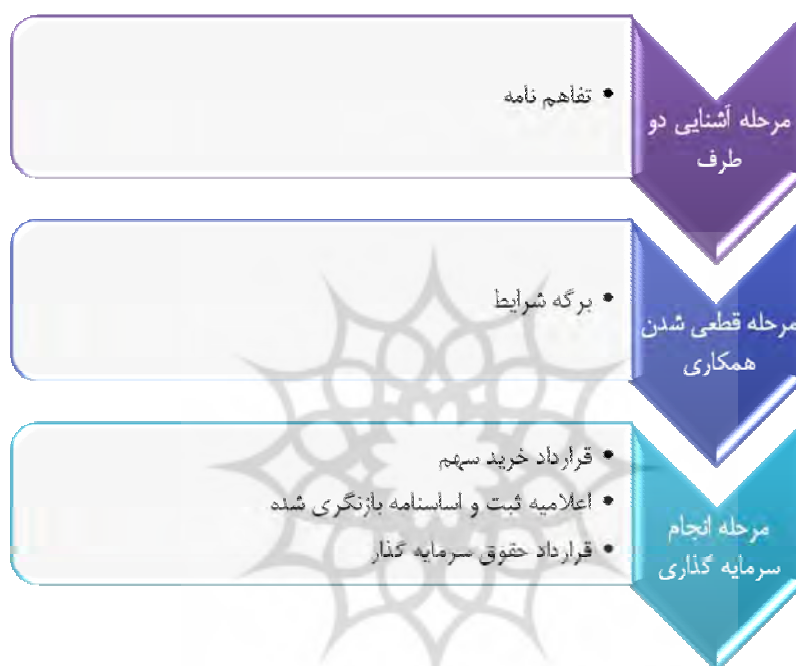 مرحله آشنایی دو
طرف
• تفاهم نامه
مرحله قطعی شدن
همکاری
• برگه شرایط
مرحله انجام
سرمایه گذاری
• قرارداد خرید سهم
• اعلامیه ثبت و اساسنامه بازنگری شده
• قرارداد حقوق سرمایه گذار